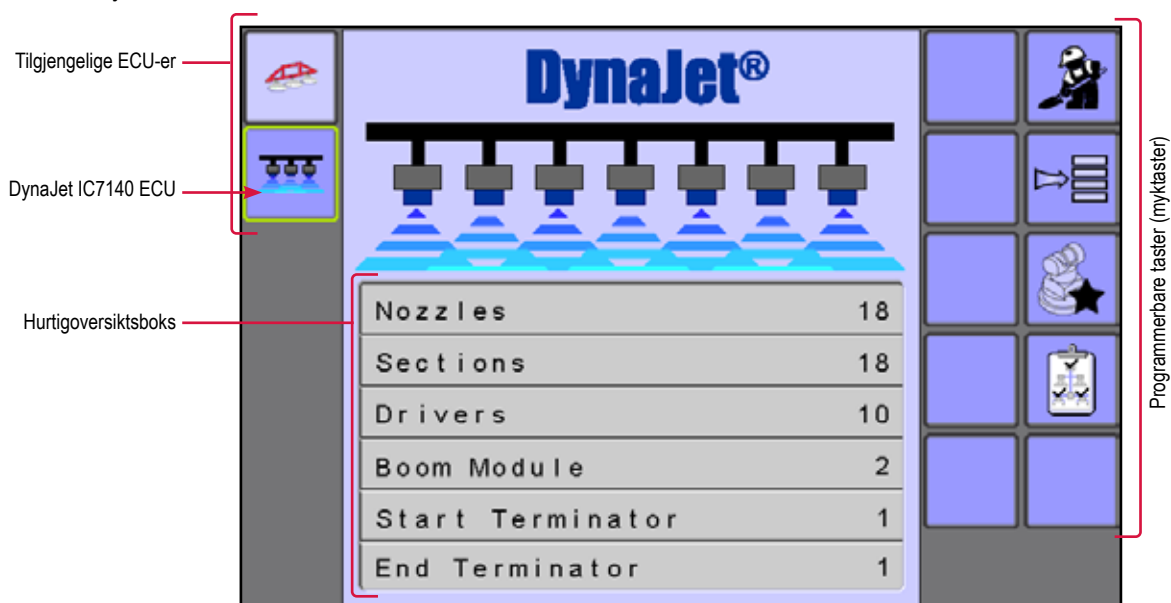 Tilgjengelige ECU-er
DynaJet IC7140 ECU
Hurtigoversiktsboks
DynaJet®
Nozzles 18
Sections 18
Drivers 10
Boom Module 2
Start Terminator 1
End Terminator 1
Programmerbare taster (myktaster)